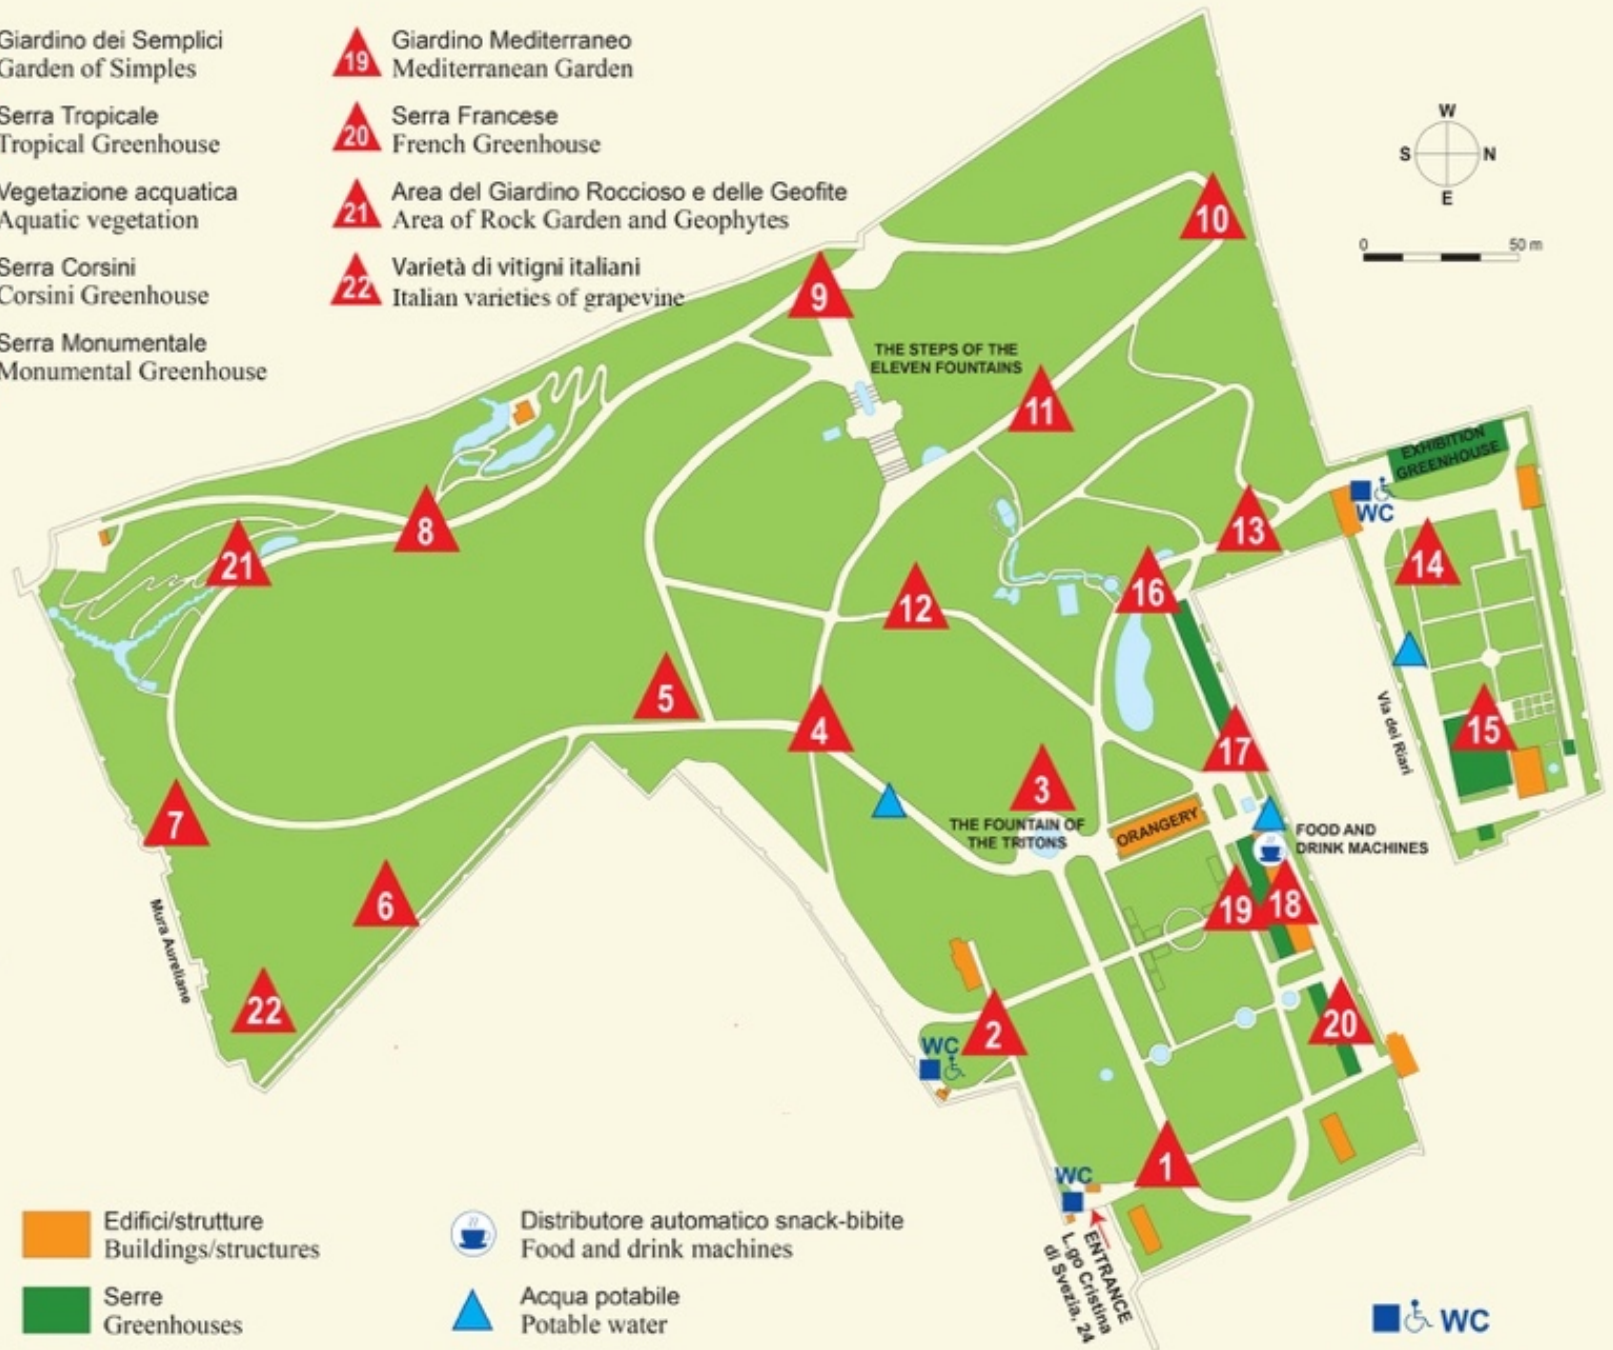 Giardino dei Semplici
Garden of Simples
Serra Tropicale
Tropical Greenhouse
Vegetazione acquatica
Aquatic vegetation
Serra Corsini
Corsini Greenhouse
Serra Monumentale
Monumental Greenhouse
19 Giardino Mediterraneo
Mediterranean Garden
20 Serra Francese
French Greenhouse
21 Area del Giardino Roccioso e delle Geofite
Area of Rock Garden and Geophytes
22 Varietà di vitigni italiani
Italian varieties of grapevine
W
S N
E
0 50 m
10
9
THE STEPS OF THE
ELEVEN FOUNTAINS
11
EXHIBITION
GREENHOUSE
WC
8
13
21
14
16
12
5
4
15
Via dei Riari
17
3
7
THE FOUNTAIN OF
THE TRITONS
ORANGERY
FOOD AND
DRINK MACHINES
6
19
18
Mura Aureliane
22
20
2
WC
1
WC
ENTRANCE
L.go Cristina
di Svezia, 24
Edifici/strutture
Buildings/structures
Serre
Greenhouses
Distributore automatico snack-bibite
Food and drink machines
Acqua potabile
Potable water
WC